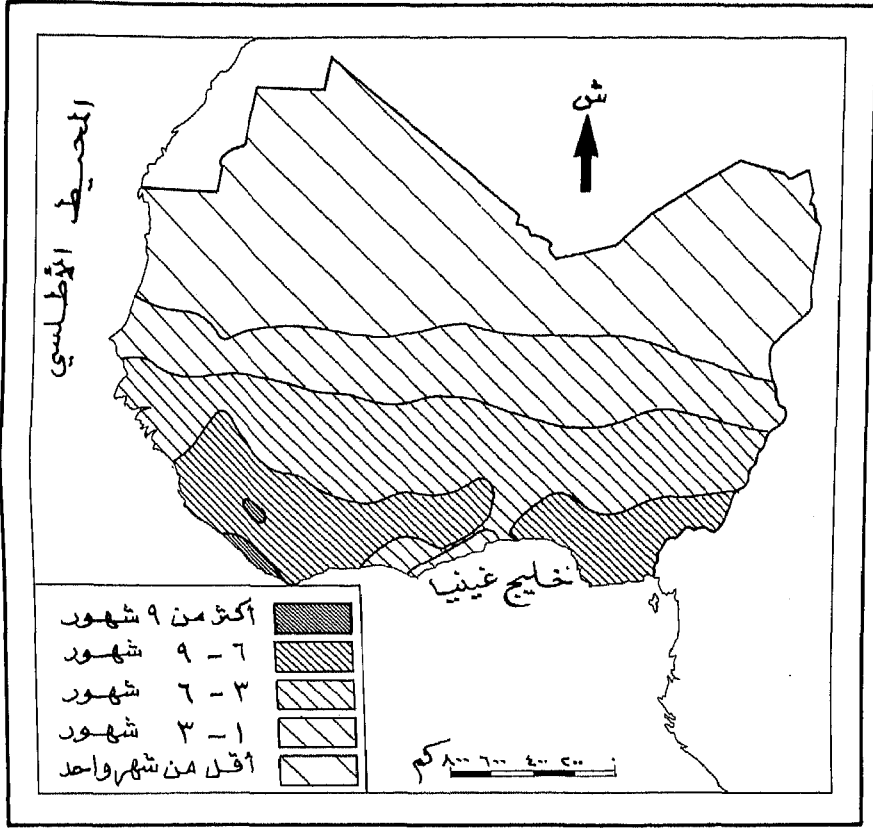 ش
المحيط الأطلسي
خليج غينيا
أكثر من ٩ شهور
٦ - ٩ شهور
٣ - ٦ شهور
١ - ٣ شهور
أقل من شهر واحد
٠ ٢٠٠ ٤٠٠ ٦٠٠ ٨٠٠ كم